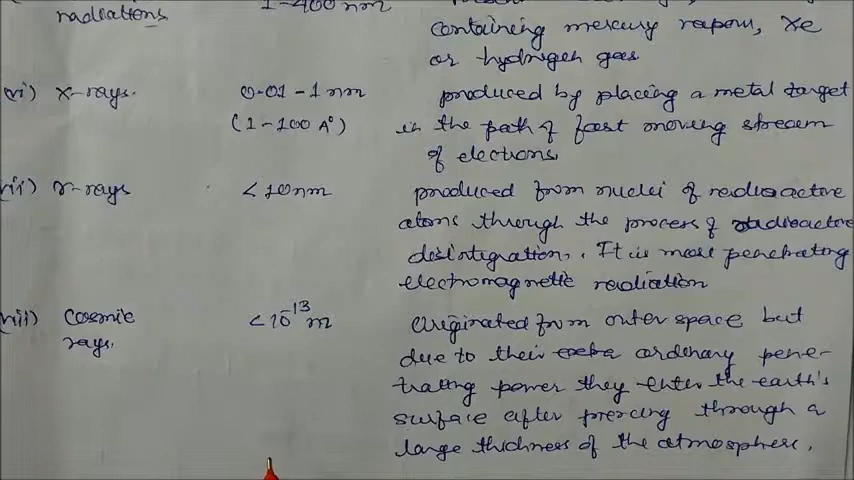 radiations 1-400 nm
containing mercury vapour, Xe
or hydrogen gas
vi) X-rays. 0.01-1 nm produced by placing a metal target
(1-100 A°) in the path of fast moving stream
of electrons
vii) γ-rays <10nm produced from nuclei of radioactive
atoms through the process of radioactive
disintegration. It is most penetrating
electromagnetic radiation
viii) Cosmic <10⁻¹³ m Originated from outer space but
rays. due to their extra ordenary pene-
trating power they enter the earth's
surface after piercing through a
large thickness of the atmosphere.